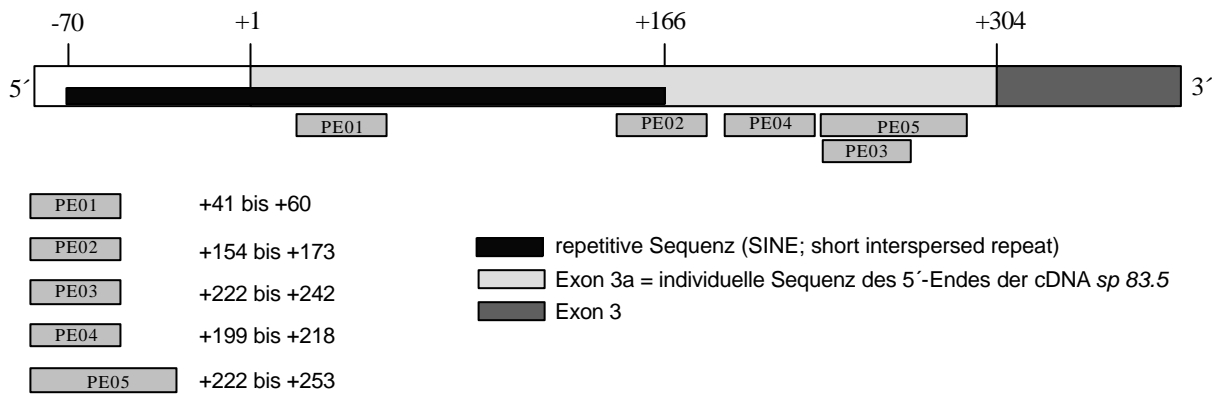 -70 +1 +166 +304
5´ 3´
PE01 PE02 PE04 PE05
PE03
PE01 +41 bis +60
PE02 +154 bis +173
PE03 +222 bis +242
PE04 +199 bis +218
PE05 +222 bis +253
repetitive Sequenz (SINE; short interspersed repeat)
Exon 3a = individuelle Sequenz des 5´-Endes der cDNA sp 83.5
Exon 3